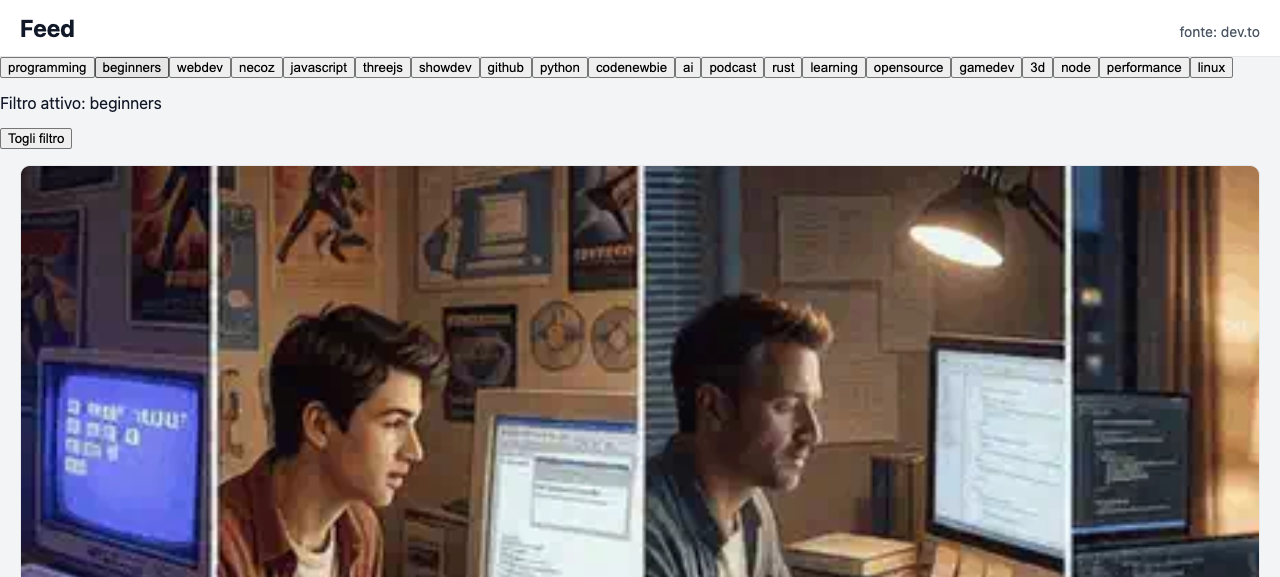 Feed
fonte: dev.to
programming beginners webdev necoz javascript threejs showdev github python codenewbie ai podcast rust learning opensource gamedev 3d node performance linux
Filtro attivo: beginners
Togli filtro